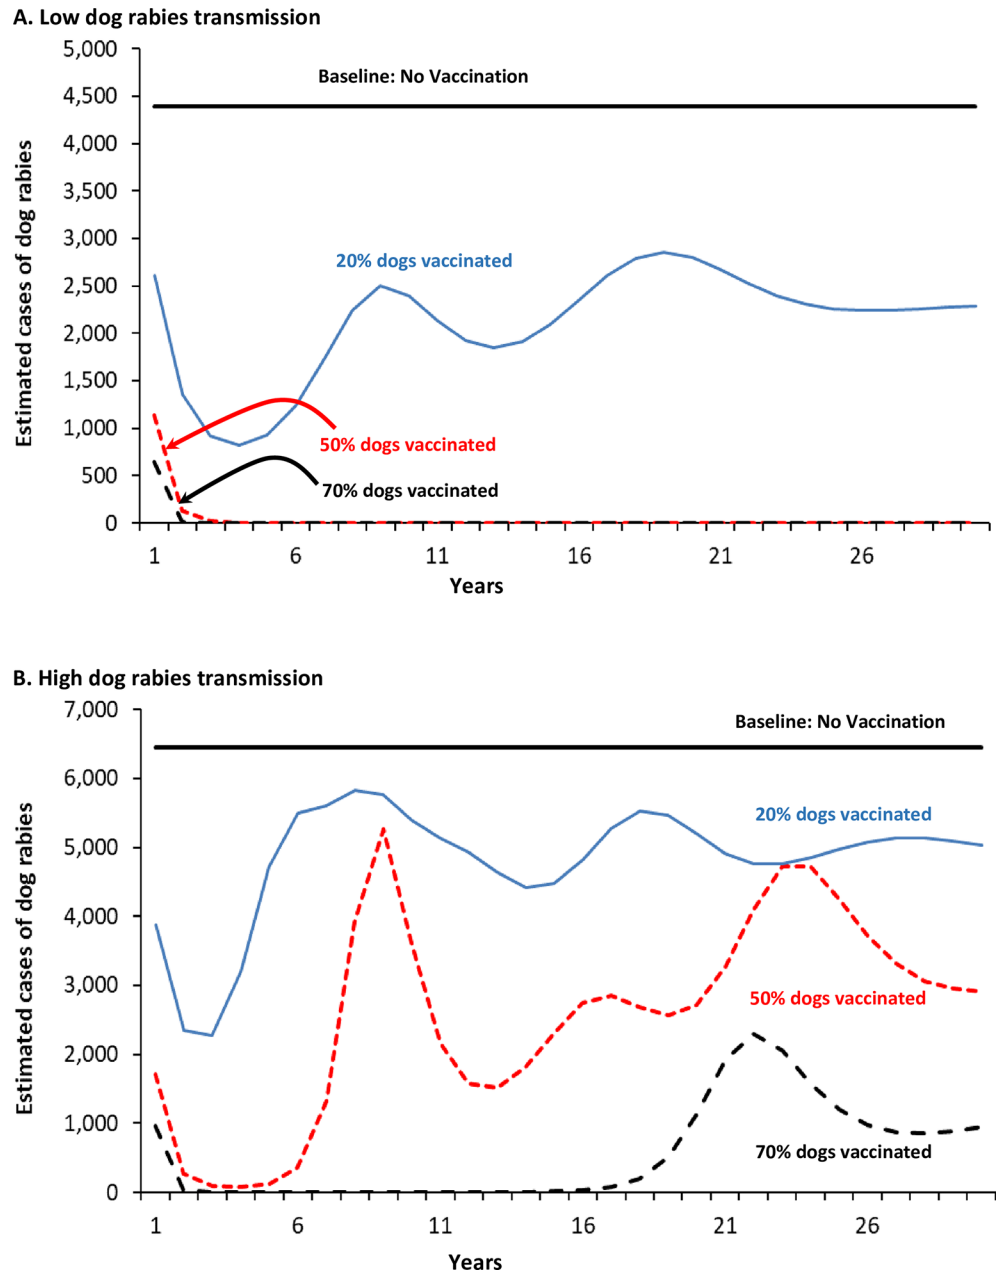 A. Low dog rabies transmission
5,000
Baseline: No Vaccination
4,500
4,000
3,500
3,000
20% dogs vaccinated
2,500
2,000
1,500
1,000
50% dogs vaccinated
500
70% dogs vaccinated
0
Estimated cases of dog rabies
1 6 11 16 21 26
Years
B. High dog rabies transmission
7,000
Baseline: No Vaccination
6,000
20% dogs vaccinated
5,000
4,000
3,000
50% dogs vaccinated
2,000
1,000
70% dogs vaccinated
0
Estimated cases of dog rabies
1 6 11 16 21 26
Years